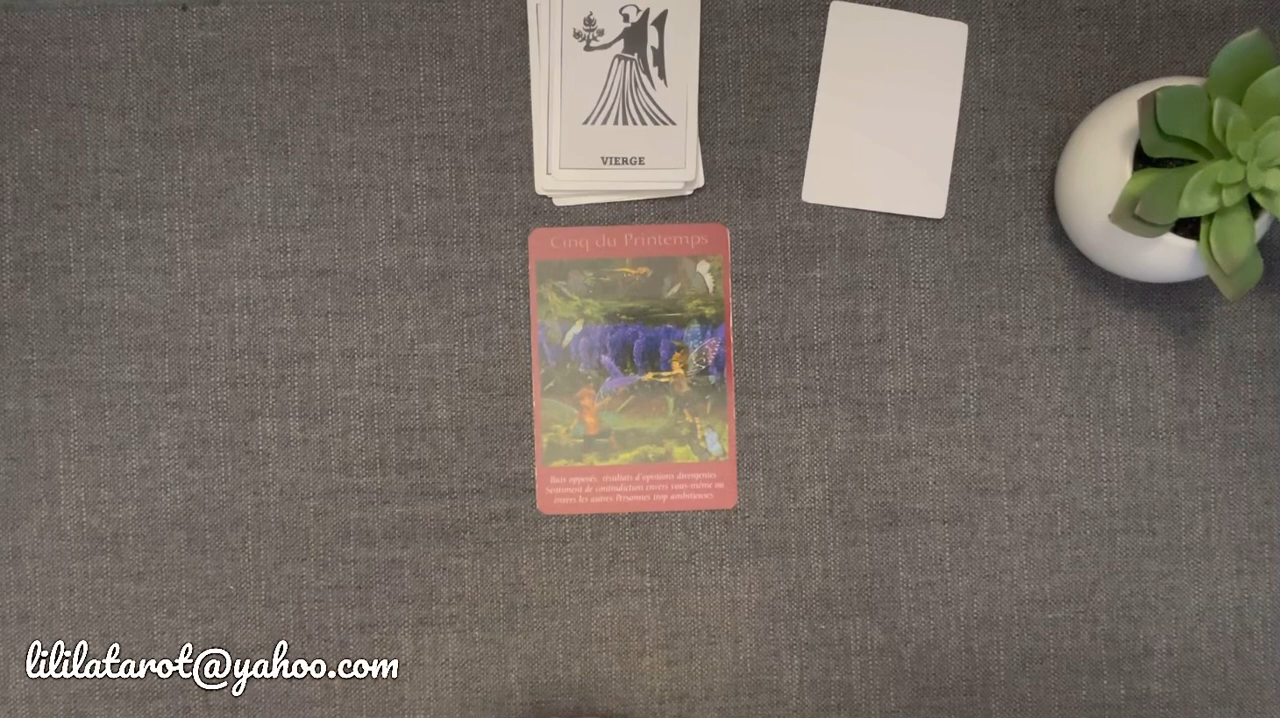 VIERGE
Cinq du Printemps
Buts opposés, résultats d'opinions divergentes
Sentiment de contradiction envers vous-même ou
envers les autres Personnes trop ambitieuses
lililatarot@yahoo.com